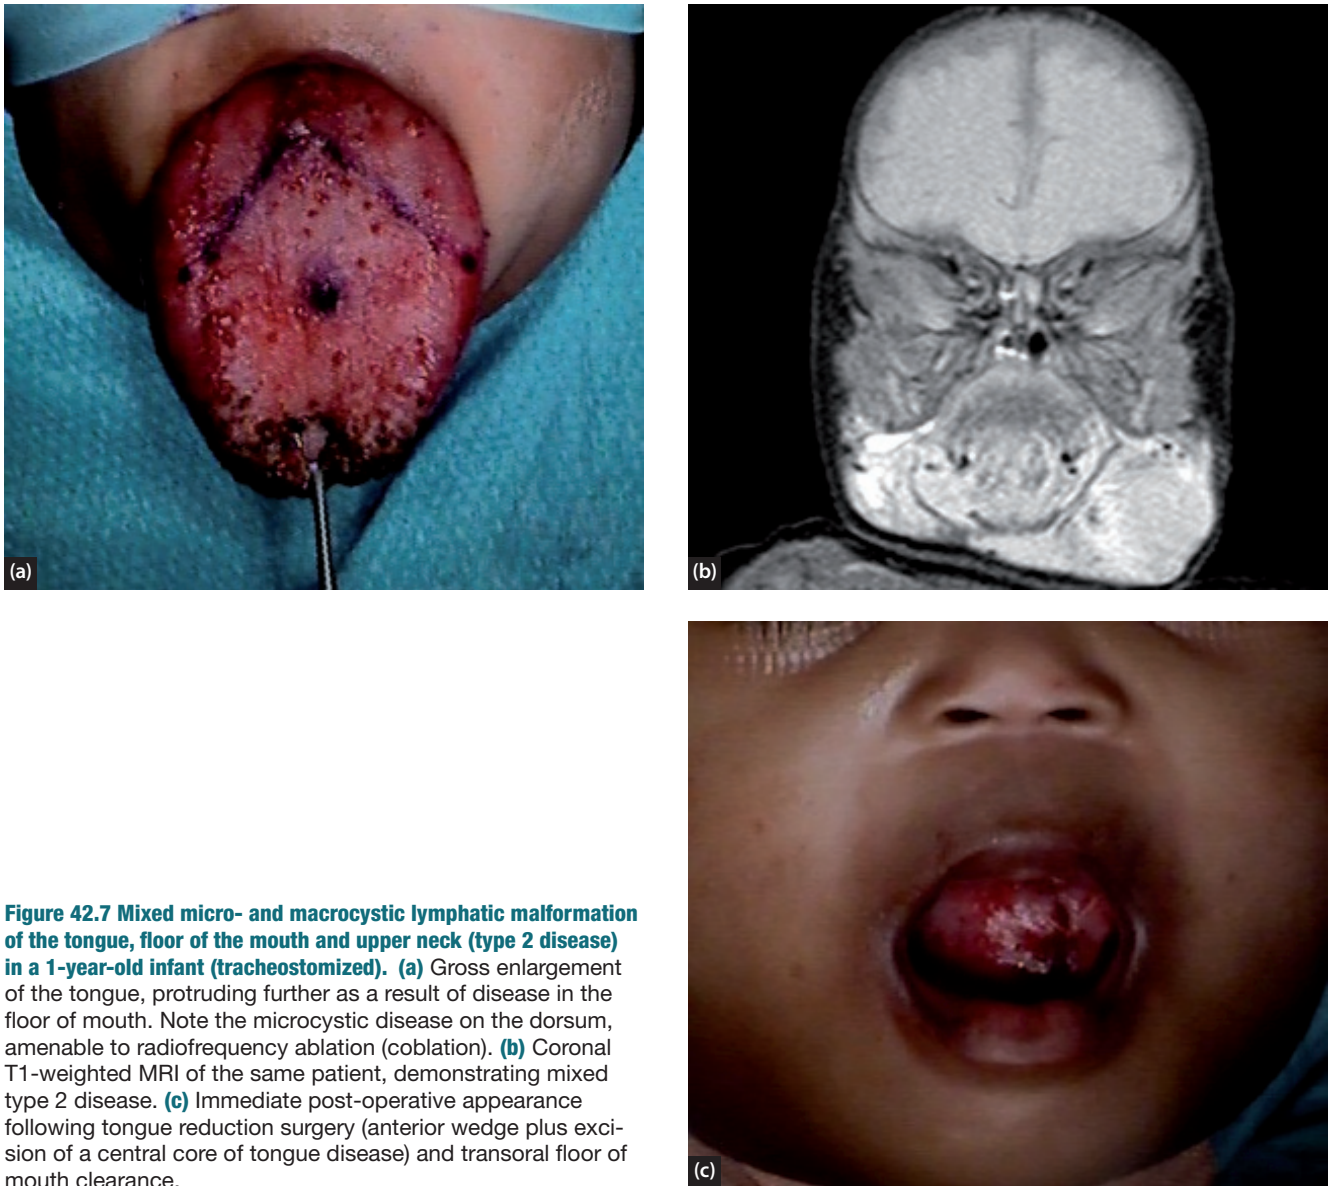 (a)
(b)
(c)
Figure 42.7 Mixed micro- and macrocystic lymphatic malformation
of the tongue, floor of the mouth and upper neck (type 2 disease)
in a 1-year-old infant (tracheostomized). (a) Gross enlargement
of the tongue, protruding further as a result of disease in the
floor of mouth. Note the microcystic disease on the dorsum,
amenable to radiofrequency ablation (coblation). (b) Coronal
T1-weighted MRI of the same patient, demonstrating mixed
type 2 disease. (c) Immediate post-operative appearance
following tongue reduction surgery (anterior wedge plus exci-
sion of a central core of tongue disease) and transoral floor of
mouth clearance.